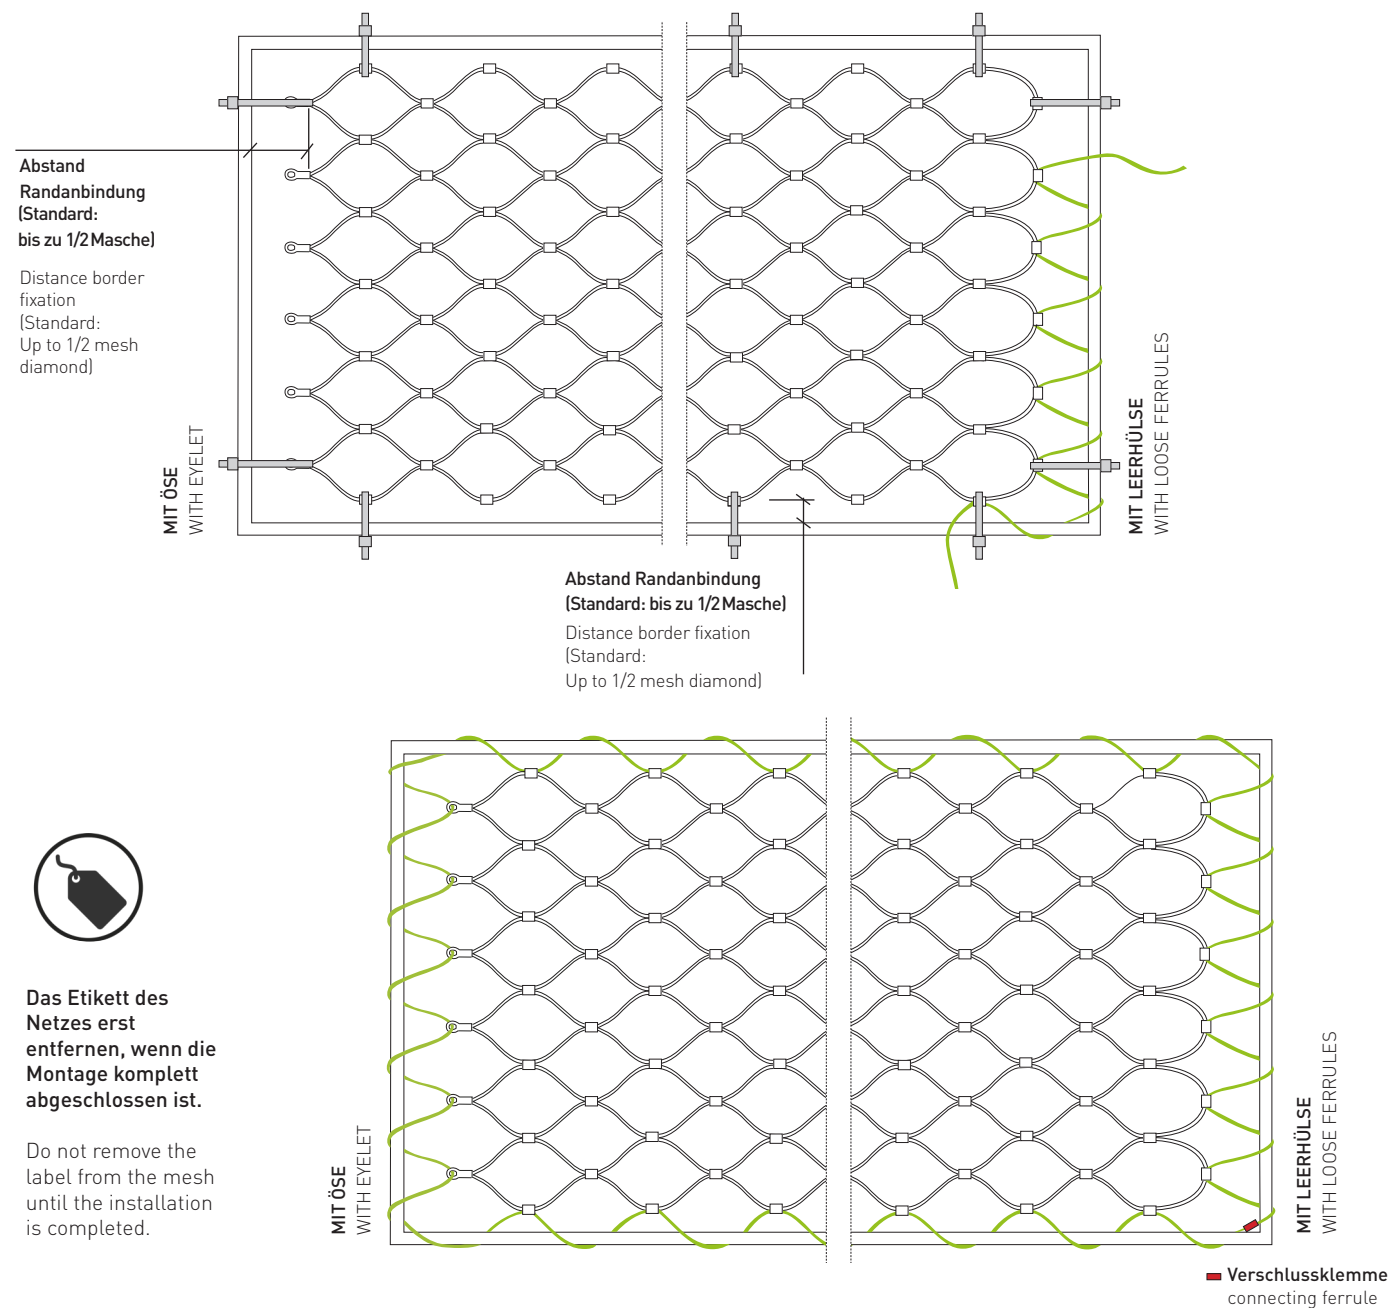 Abstand
Randanbindung
(Standard:
bis zu 1/2 Masche)
Distance border
fixation
(Standard:
Up to 1/2 mesh
diamond)
MIT ÖSE
WITH EYELET
MIT LEERHÜLSE
WITH LOOSE FERRULES
Abstand Randanbindung
(Standard: bis zu 1/2 Masche)
Distance border fixation
(Standard:
Up to 1/2 mesh diamond)
Das Etikett des
Netzes erst
entfernen, wenn die
Montage komplett
abgeschlossen ist.
Do not remove the
label from the mesh
until the installation
is completed.
MIT ÖSE
WITH EYELET
MIT LEERHÜLSE
WITH LOOSE FERRULES
Verschlussklemme
connecting ferrule